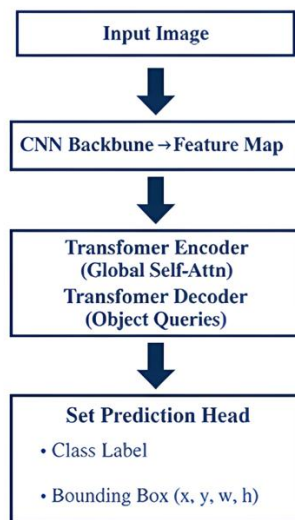 Input Image
CNN Backbune → Feature Map
Transfomer Encoder
(Global Self-Attn)
Transfomer Decoder
(Object Queries)
Set Prediction Head
• Class Label
• Bounding Box (x, y, w, h)